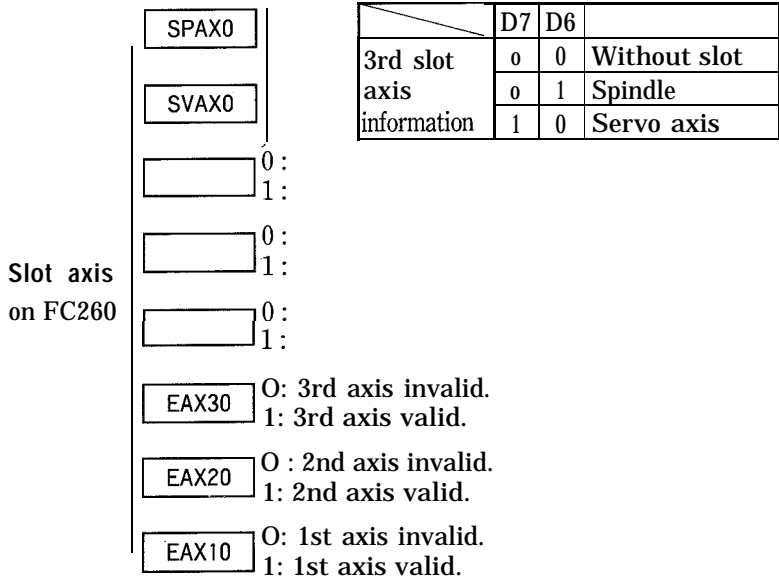 SPAX0
D7 D6
3rd slot axis information
0 0 Without slot
0 1 Spindle
1 0 Servo axis
SVAX0
0 :
1 :
0 :
1 :
Slot axis
on FC260
0 :
1 :
EAX30
O: 3rd axis invalid.
1: 3rd axis valid.
EAX20
O : 2nd axis invalid.
1: 2nd axis valid.
EAX10
O: 1st axis invalid.
1: 1st axis valid.